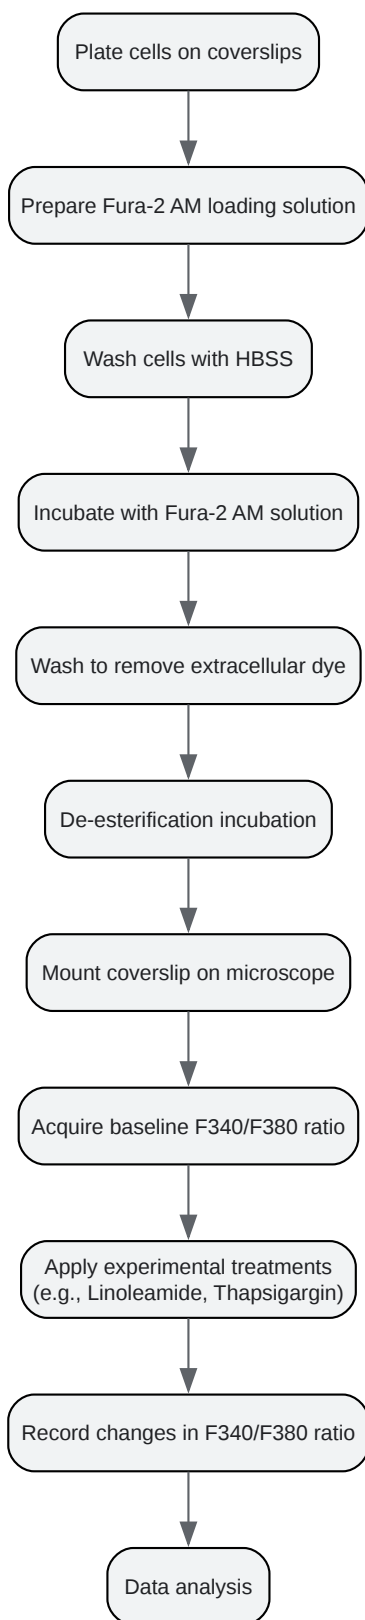 Plate cells on coverslips
Prepare Fura-2 AM loading solution
Wash cells with HBSS
Incubate with Fura-2 AM solution
Wash to remove extracellular dye
De-esterification incubation
Mount coverslip on microscope
Acquire baseline F340/F380 ratio
Apply experimental treatments
(e.g., Linoleamide, Thapsigargin)
Record changes in F340/F380 ratio
Data analysis